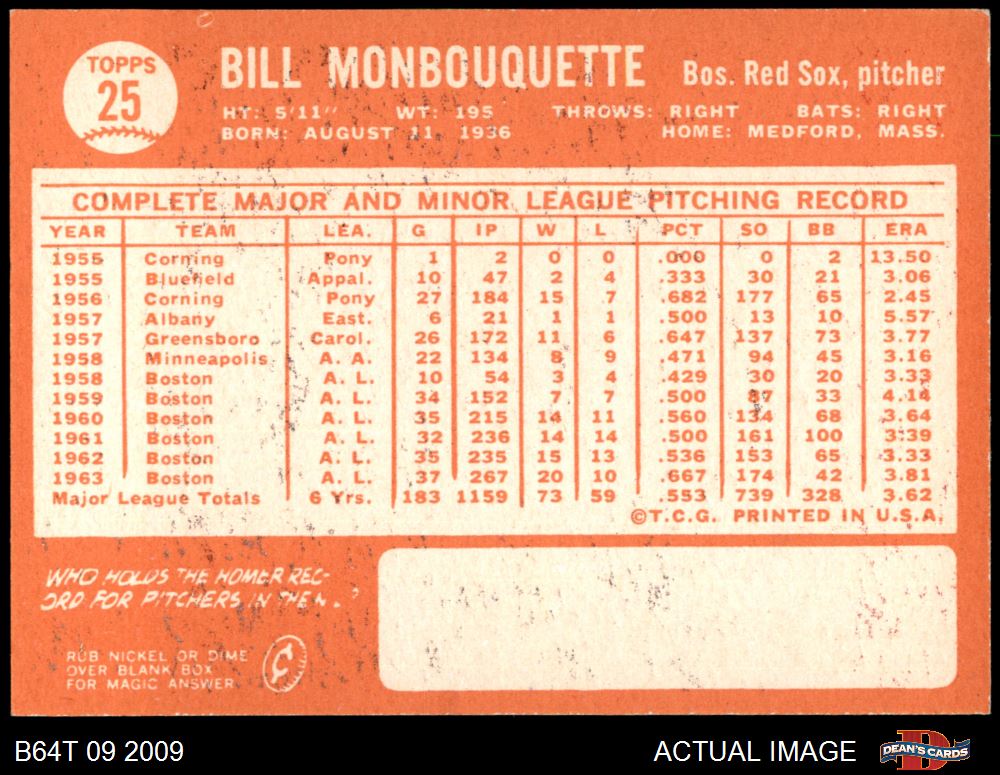 TOPPS
25
BILL MONBOUQUETTE Bos. Red Sox, pitcher
HT: 5'11" WT: 195 THROWS: RIGHT BATS: RIGHT
BORN: AUGUST 11 1936 HOME: MEDFORD, MASS.
COMPLETE MAJOR AND MINOR LEAGUE PITCHING RECORD
YEAR TEAM LEA. G IP W L PCT SO BB ERA
1955 Corning Pony 1 2 0 0 .000 0 2 13.50
1955 Bluefield Appal. 10 47 2 4 .333 30 21 3.06
1956 Corning Pony 27 184 15 7 .682 177 65 2.45
1957 Albany East. 6 21 1 1 .500 13 10 5.57
1957 Greensboro Carol. 26 172 11 6 .647 137 73 3.77
1958 Minneapolis A. A. 22 134 8 9 .471 94 45 3.16
1958 Boston A. L. 10 54 3 4 .429 30 20 3.33
1959 Boston A. L. 34 152 7 7 .500 87 33 4.14
1960 Boston A. L. 35 215 14 11 .560 134 68 3.64
1961 Boston A. L. 32 236 14 14 .500 161 100 3.39
1962 Boston A. L. 35 235 15 13 .536 153 65 3.33
1963 Boston A. L. 37 267 20 10 .667 174 42 3.81
Major League Totals 6 Yrs. 183 1159 73 59 .553 739 328 3.62
©T.C.G. PRINTED IN U.S.A.
WHO HOLDS THE HOMER REC-
ORD FOR PITCHERS IN THE N. ?
RUB NICKEL OR DIME
OVER BLANK BOX
FOR MAGIC ANSWER
¢
B64T 09 2009 ACTUAL IMAGE DEAN'S CARDS